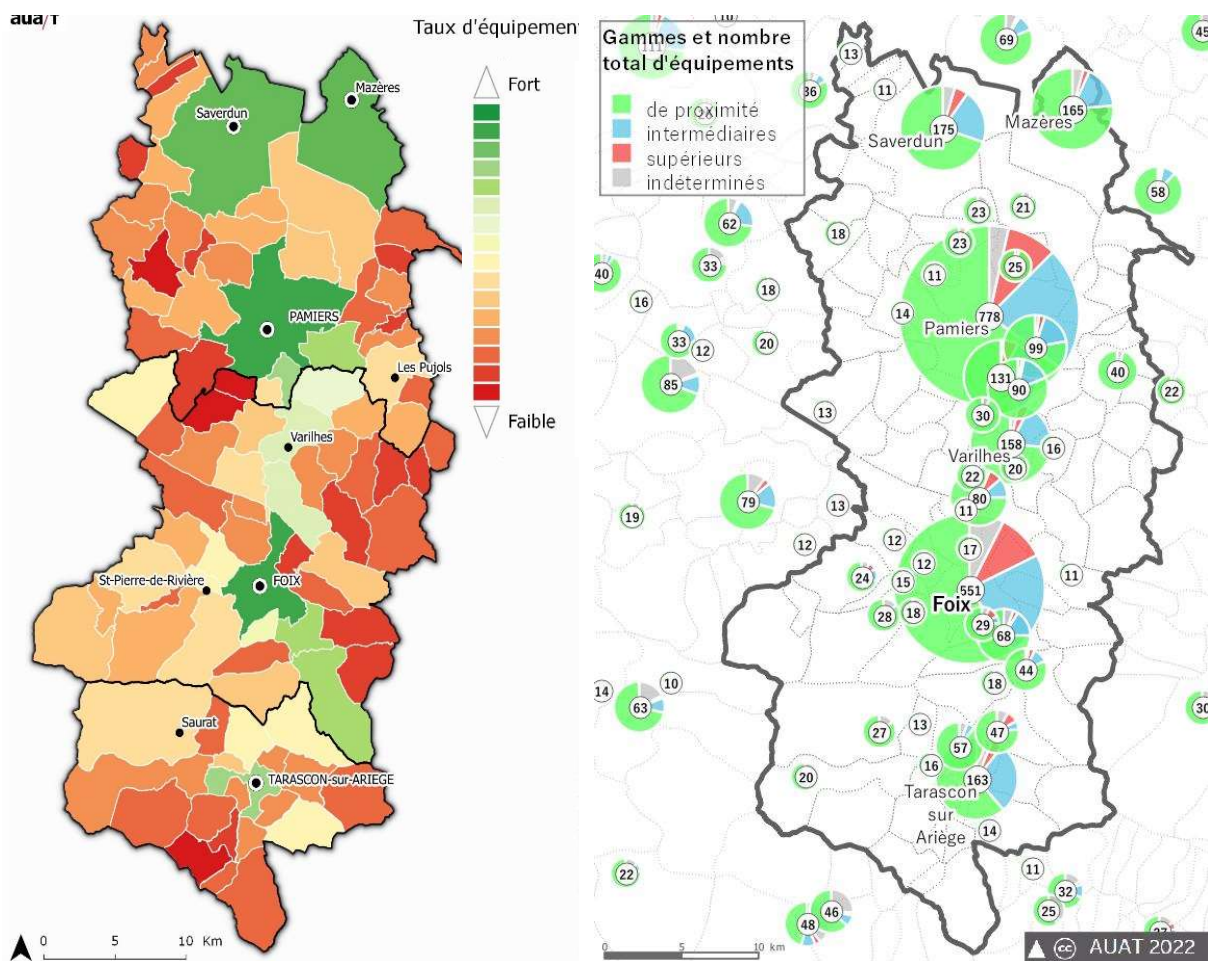 aua/T
Taux d'équipement
Fort
Faible
Mazères
Saverdun
PAMIERS
Les Pujols
Varilhes
St-Pierre-de-Rivière
FOIX
Saurat
TARASCON-sur-ARIEGE
0 5 10 Km
Gammes et nombre
total d'équipements
de proximité
intermédiaires
supérieurs
indéterminés
111
10
69
45
13
36
11
175
Saverdun
165
Mazères
58
62
23
21
18
23
33
25
40
11
18
16
14
778
Pamiers
33
12
20
99
85
131
90
40
22
13
30
158
Varilhes
16
20
22
79
80
13
11
19
12
12
17
12
11
24
15
551
Foix
28
18
29
68
44
14
10
18
63
30
27
13
47
57
16
20
163
Tarascon
sur
Ariège
14
11
22
32
25
46
48
27
0 5 10 km
cc AUAT 2022